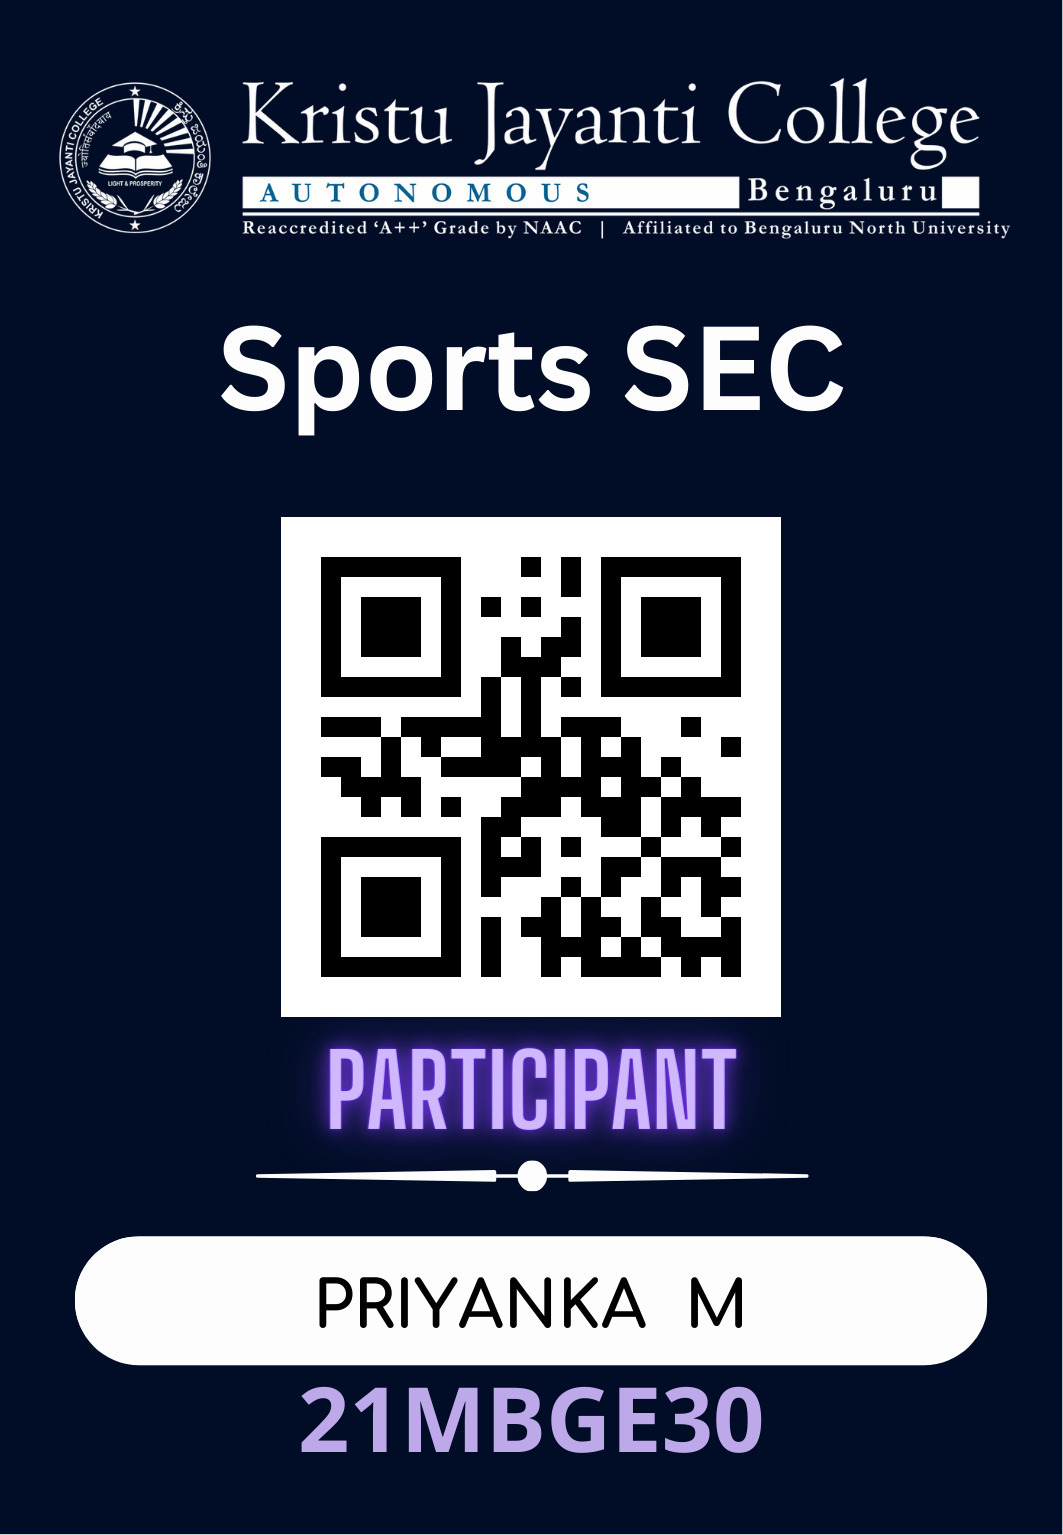 KRISTU JAYANTI COLLEGE
ಕ್ರಿಸ್ತು ಜಯಂತಿ ಕಾಲೇಜು
LIGHT & PROSPERITY
Kristu Jayanti College
AUTONOMOUS Bengaluru
Reaccredited ‘A++’ Grade by NAAC | Affiliated to Bengaluru North University
Sports SEC
PARTICIPANT
PRIYANKA M
21MBGE30